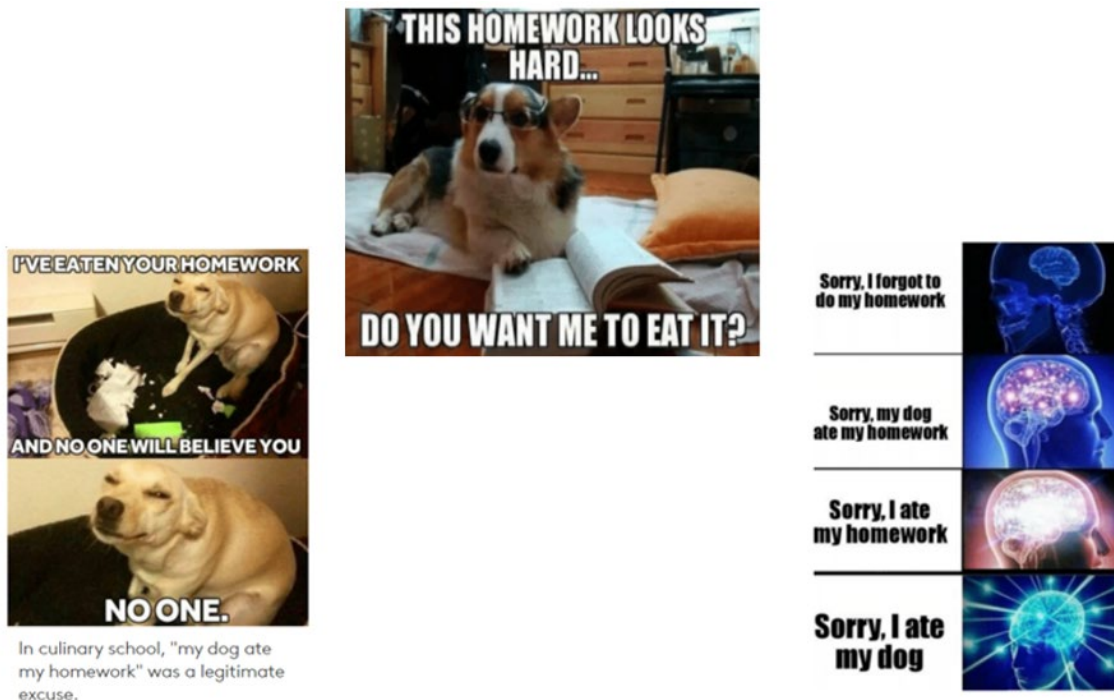 THIS HOMEWORK LOOKS
HARD...
DO YOU WANT ME TO EAT IT?
I'VE EATEN YOUR HOMEWORK
AND NO ONE WILL BELIEVE YOU
NO ONE.
In culinary school, "my dog ate
my homework" was a legitimate
excuse.
Sorry, I forgot to
do my homework
Sorry, my dog
ate my homework
Sorry, I ate
my homework
Sorry, I ate
my dog